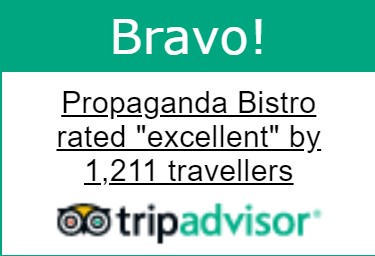 Bravo!
Propaganda Bistro
rated "excellent" by
1,211 travellers
tripadvisor®